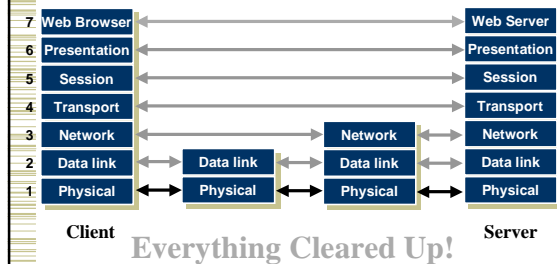 7 Web Browser Web Server
6 Presentation Presentation
5 Session Session
4 Transport Transport
3 Network Network Network
2 Data link Data link Data link Data link
1 Physical Physical Physical Physical
Client Server
Everything Cleared Up!